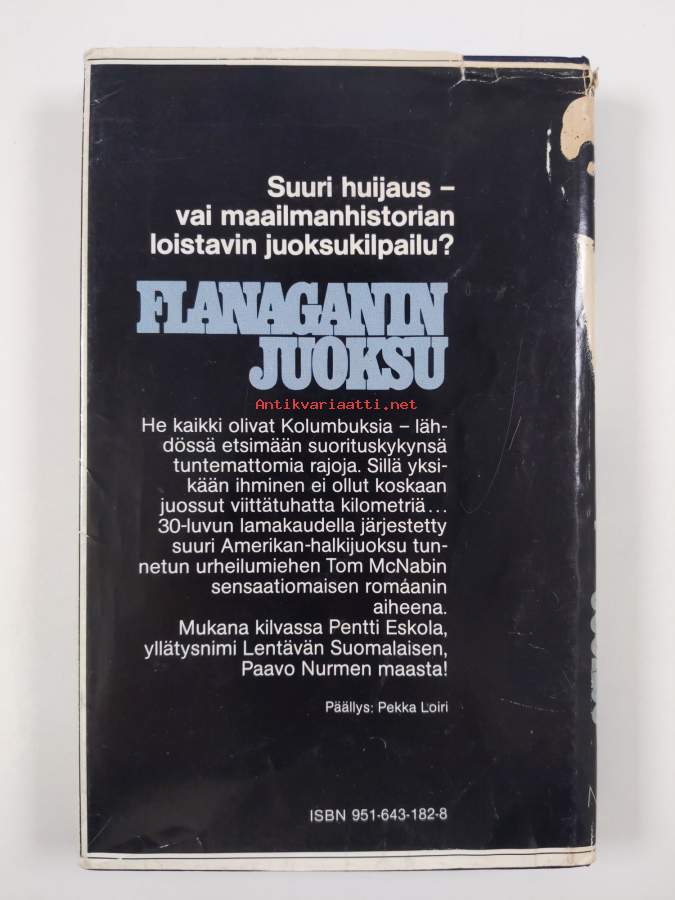 Suuri huijaus –
vai maailmanhistorian
loistavin juoksukilpailu?
FLANAGANIN
JUOKSU
Antikvariaatti.net
He kaikki olivat Kolumbuksia – läh-
dössä etsimään suorituskykynsä
tuntemattomia rajoja. Sillä yksi-
kään ihminen ei ollut koskaan
juossut viittätuhatta kilometriä...
30-luvun lamakaudella järjestetty
suuri Amerikan-halkijuoksu tun-
netun urheilumiehen Tom McNabin
sensaatiomaisen romaanin
aiheena.
Mukana kilvassa Pentti Eskola,
yllätysnimi Lentävän Suomalaisen,
Paavo Nurmen maasta!
Päällys: Pekka Loiri
ISBN 951-643-182-8